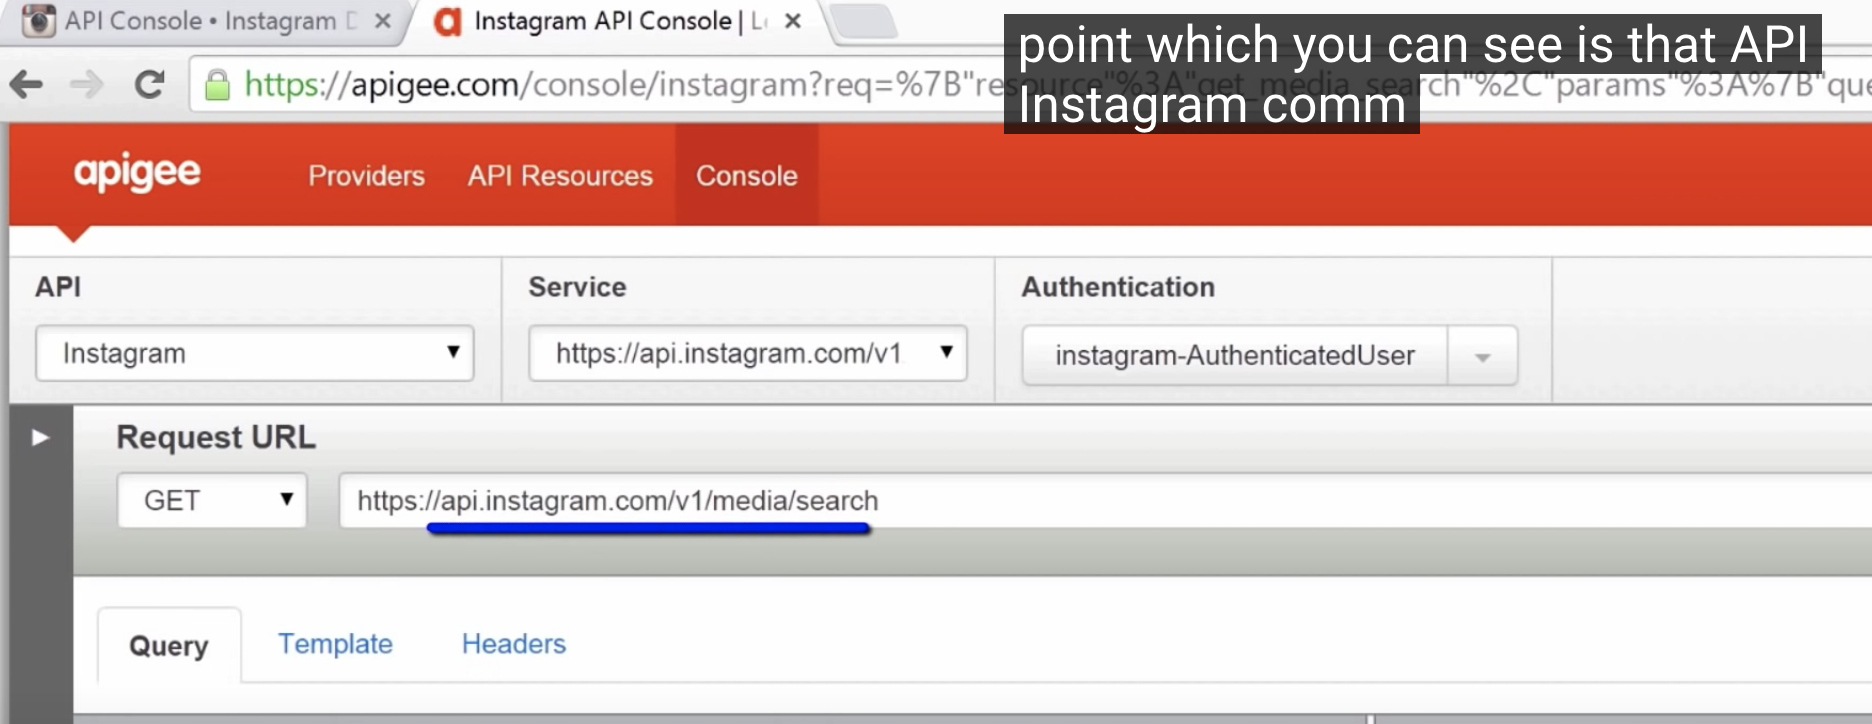 API Console • Instagram
Instagram API Console |
point which you can see is that API
Instagram comm
https://apigee.com/console/instagram?req=%7B"resource"%3A"get_media_search"%2C"params"%3A%7B"que
apigee
Providers
API Resources
Console
API
Service
Authentication
Instagram
https://api.instagram.com/v1
instagram-AuthenticatedUser
Request URL
GET
https://api.instagram.com/v1/media/search
Query
Template
Headers